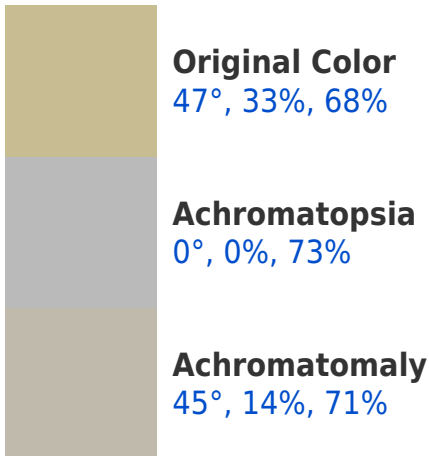 Original Color
47°, 33%, 68%
Achromatopsia
0°, 0%, 73%
Achromatomaly
45°, 14%, 71%